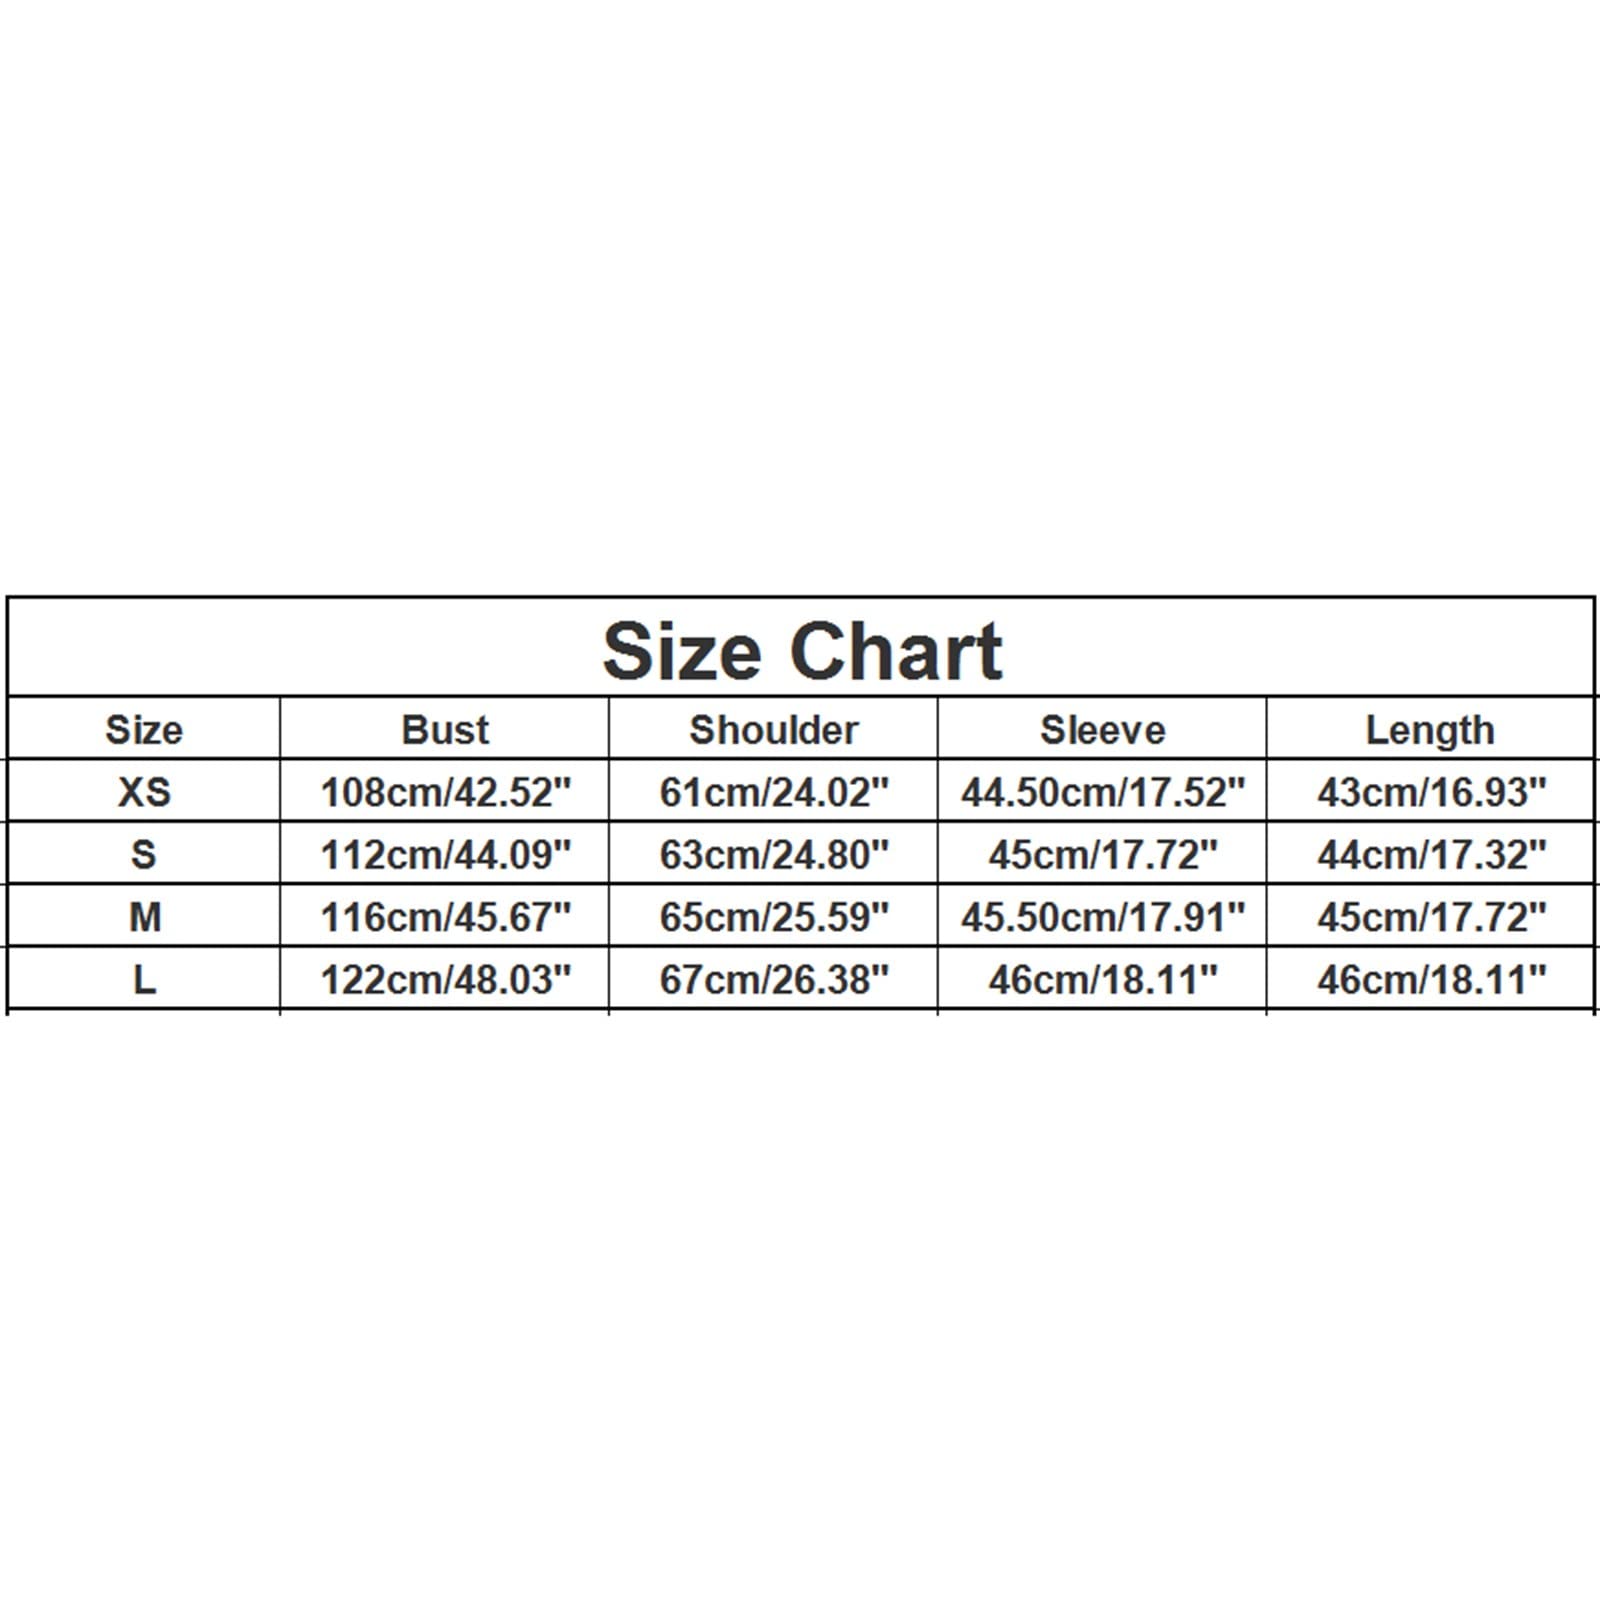 Size Chart
Size Bust Shoulder Sleeve Length
XS 108cm/42.52" 61cm/24.02" 44.50cm/17.52" 43cm/16.93"
S 112cm/44.09" 63cm/24.80" 45cm/17.72" 44cm/17.32"
M 116cm/45.67" 65cm/25.59" 45.50cm/17.91" 45cm/17.72"
L 122cm/48.03" 67cm/26.38" 46cm/18.11" 46cm/18.11"